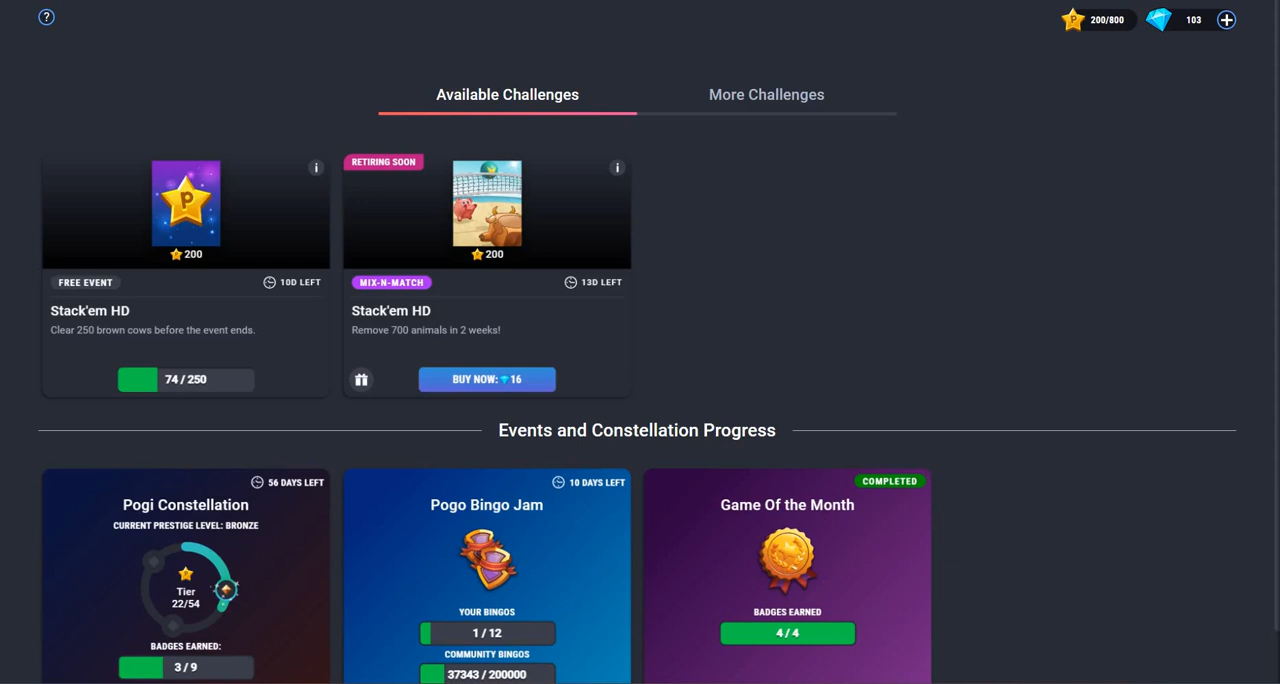 ?
200/800
103
Available Challenges
More Challenges
P
200
i
FREE EVENT
10D LEFT
Stack'em HD
Clear 250 brown cows before the event ends.
74 / 250
RETIRING SOON
i
200
MIX-N-MATCH
13D LEFT
Stack'em HD
Remove 700 animals in 2 weeks!
BUY NOW: 16
Events and Constellation Progress
56 DAYS LEFT
Pogi Constellation
CURRENT PRESTIGE LEVEL: BRONZE
Tier
22/54
BADGES EARNED:
3 / 9
10 DAYS LEFT
Pogo Bingo Jam
YOUR BINGOS
1 / 12
COMMUNITY BINGOS
37343 / 200000
COMPLETED
Game Of the Month
BADGES EARNED
4 / 4